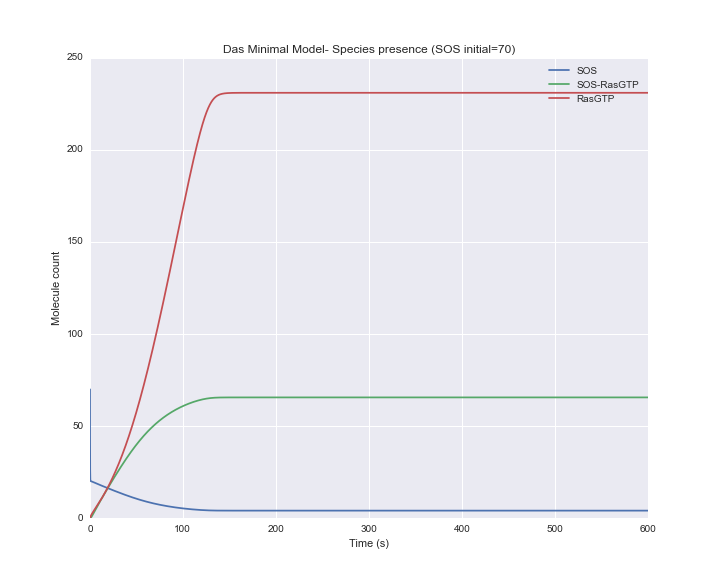 Das Minimal Model- Species presence (SOS initial=70)
250
200
150
100
50
0
Molecule count
SOS
SOS-RasGTP
RasGTP
0 100 200 300 400 500 600
Time (s)